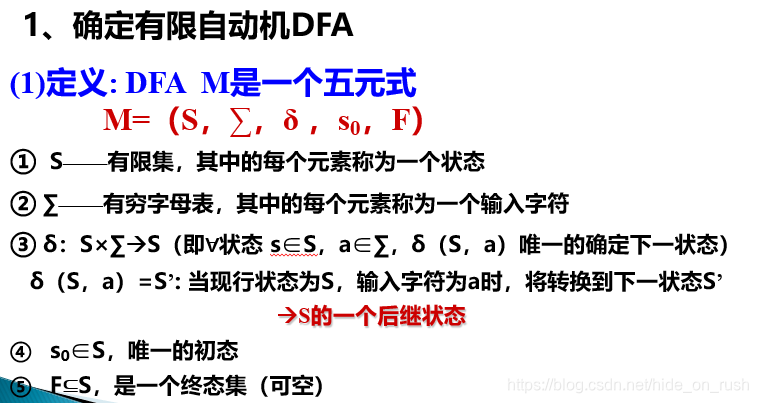 1、确定有限自动机DFA
(1)定义: DFA M是一个五元式
M=（S，∑，δ，s₀，F）
① S——有限集，其中的每个元素称为一个状态
② ∑——有穷字母表，其中的每个元素称为一个输入字符
③ δ：S×∑→S（即∀状态 s∈S，a∈∑，δ（S，a）唯一的确定下一状态）
δ（S，a）=S’: 当现行状态为S，输入字符为a时，将转换到下一状态S’
→S的一个后继状态
④ s₀∈S，唯一的初态
⑤ F⊆S，是一个终态集（可空）
https://blog.csdn.net/hide_on_rush